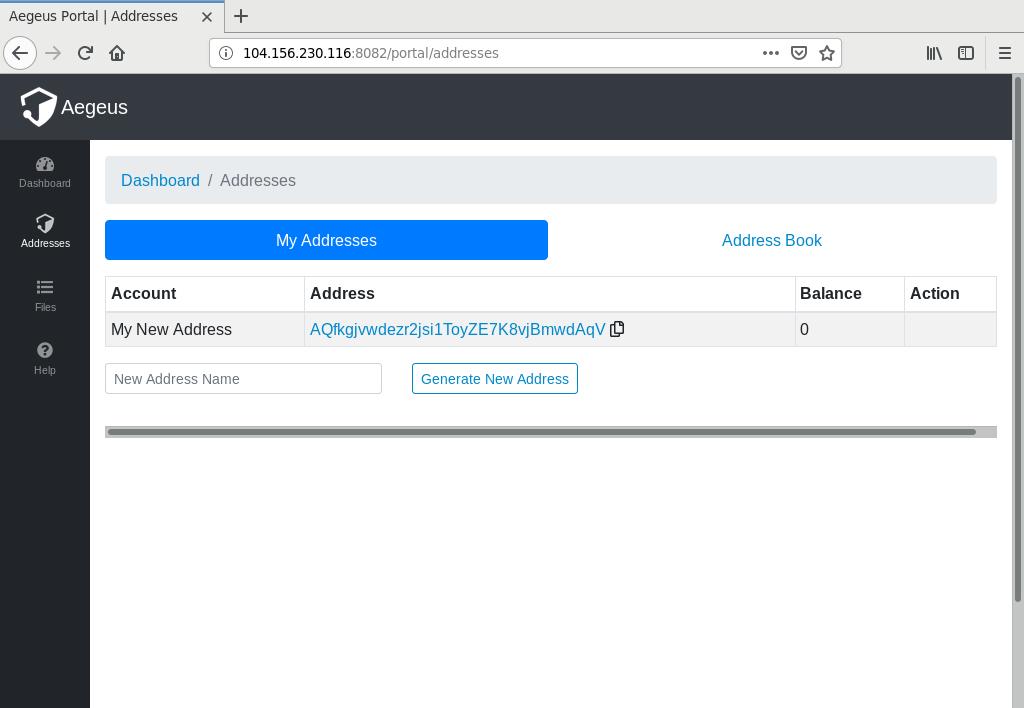 Aegeus Portal | Addresses
104.156.230.116:8082/portal/addresses
Aegeus
Dashboard
Addresses
Files
Help
Dashboard / Addresses
My Addresses Address Book
Account Address Balance Action
My New Address AQfkgjvwdezr2jsi1ToyZE7K8vjBmwdAqV 0
New Address Name Generate New Address